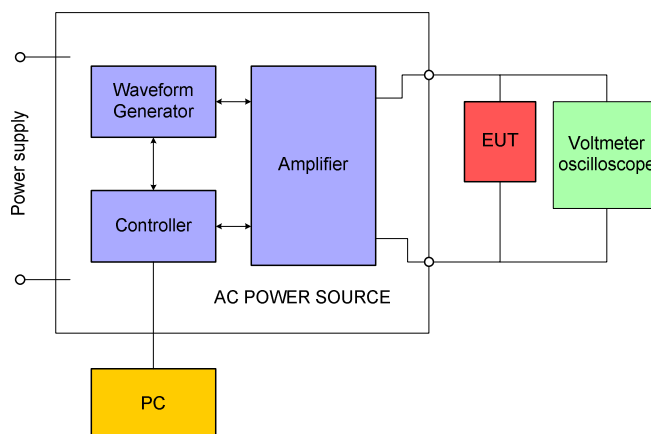 Power supply
Waveform
Generator
Controller
Amplifier
AC POWER SOURCE
EUT
Voltmeter
oscilloscope
PC